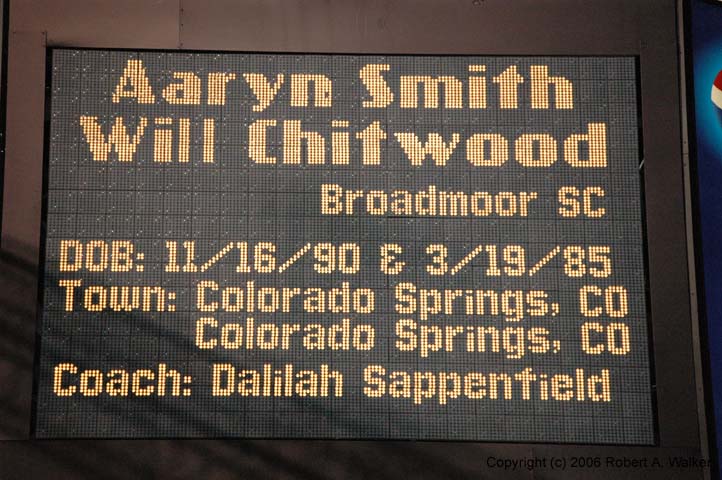 Aaryn Smith
Will Chitwood
Broadmoor SC
DOB: 11/16/90 & 3/19/85
Town: Colorado Springs, CO
Colorado Springs, CO
Coach: Dalilah Sappenfield
Copyright (c) 2006 Robert A. Walker